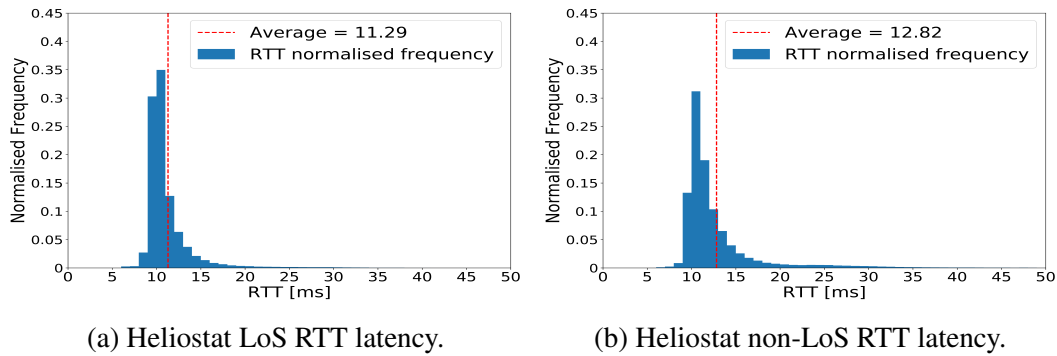 0.45
0.4
0.35
0.3
0.25
0.2
0.15
0.1
0.05
0
Normalised Frequency
Average = 11.29
RTT normalised frequency
0 5 10 15 20 25 30 35 40 45 50
RTT [ms]
(a) Heliostat LoS RTT latency.
0.45
0.4
0.35
0.3
0.25
0.2
0.15
0.1
0.05
0
Normalised Frequency
Average = 12.82
RTT normalised frequency
0 5 10 15 20 25 30 35 40 45 50
RTT [ms]
(b) Heliostat non-LoS RTT latency.